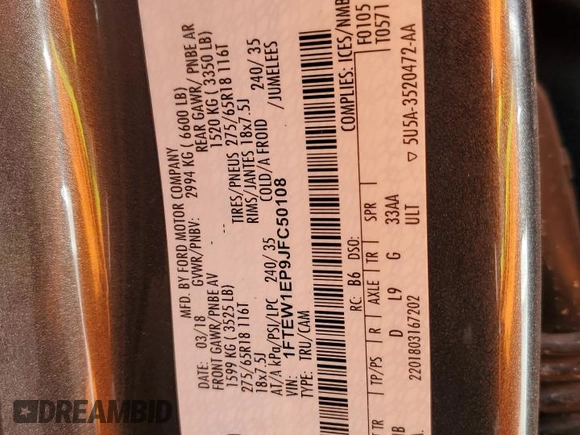 MFD. BY FORD MOTOR COMPANY
DATE: 03/18 GVWR/PNBV: 2994 KG ( 6600 LB)
FRONT GAWR/PNBE AV REAR GAWR/ PNBE AR
1599 KG ( 3525 LB) 1520 KG ( 3350 LB)
275/65R18 116T TIRES/PNEUS 275/65R18 116T
18x7.5J RIMS/JANTES 18x7.5J
AT/A kPa/PSI/LPC 240/ 35 COLD/A FROID 240/ 35
/JUMELEES
1FTEW1EP9JFC50108
TYPE: TRU/CAM
COMPLIES: ICES/NMB
F0105
T0571
RC: B6 DSO:
TR TP/PS R AXLE TR SPR
B D L9 G 33AA
2201803167202 ULT
▽ 5U5A-3520472-AA
DREAMBID